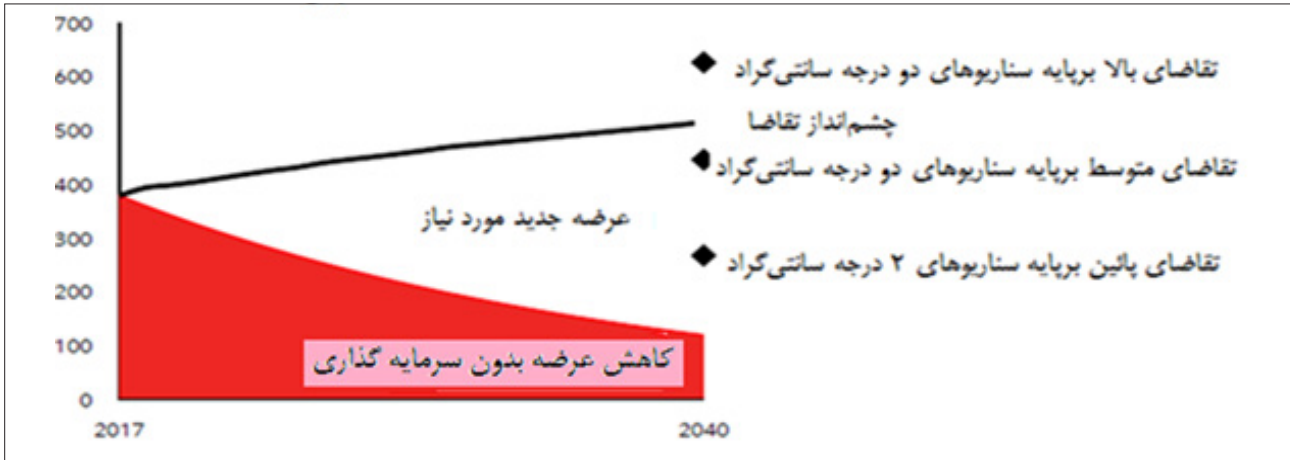 700
600
500
400
300
200
100
0
2017
2040
تقاضای بالا برپایه سناریوهای دو درجه سانتی‌گراد
چشم‌انداز تقاضا
تقاضای متوسط برپایه سناریوهای دو درجه سانتی‌گراد
عرضه جدید مورد نیاز
تقاضای پائین برپایه سناریوهای ۲ درجه سانتی‌گراد
کاهش عرضه بدون سرمایه گذاری